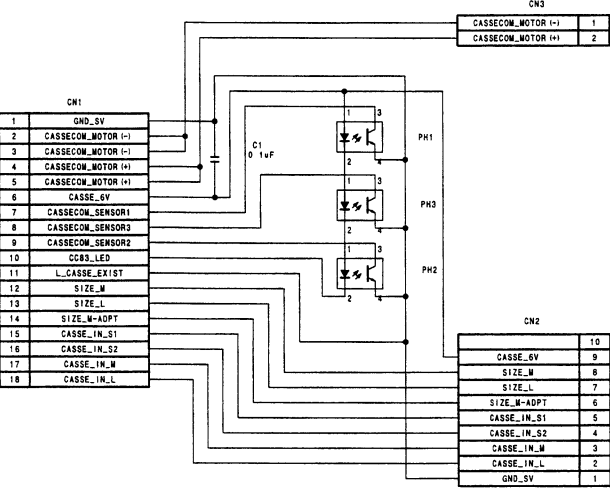 CN3
CASSECOM_MOTOR (-) 1
CASSECOM_MOTOR (+) 2
CN1
1 GND_SV
2 CASSECOM_MOTOR (-)
3 CASSECOM_MOTOR (-)
4 CASSECOM_MOTOR (+)
5 CASSECOM_MOTOR (+)
6 CASSE_6V
7 CASSECOM_SENSOR1
8 CASSECOM_SENSOR3
9 CASSECOM_SENSOR2
10 CC83_LED
11 L_CASSE_EXIST
12 SIZE_M
13 SIZE_L
14 SIZE_M-ADPT
15 CASSE_IN_S1
16 CASSE_IN_S2
17 CASSE_IN_M
18 CASSE_IN_L
C1
0.1uF
1 3
PH1
2 4
1 3
PH3
2 4
1 3
PH2
2 4
CN2
10
CASSE_6V 9
SIZE_M 8
SIZE_L 7
SIZE_M-ADPT 6
CASSE_IN_S1 5
CASSE_IN_S2 4
CASSE_IN_M 3
CASSE_IN_L 2
GND_SV 1